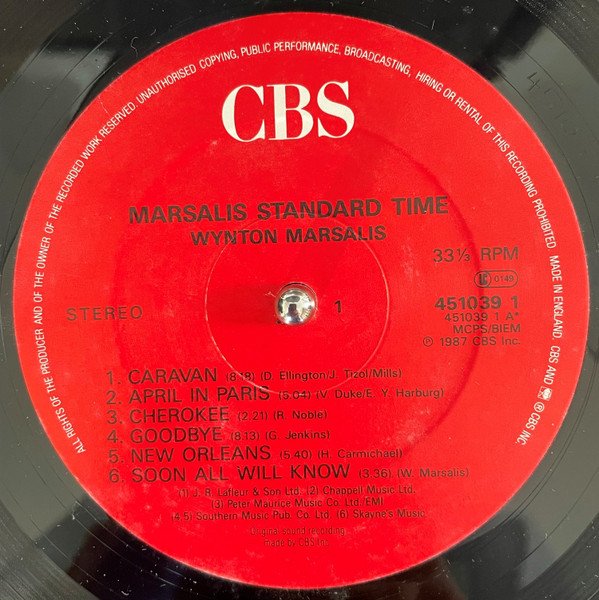 ALL RIGHTS OF THE PRODUCER AND OF THE OWNER OF THE RECORDED WORK RESERVED. UNAUTHORISED COPYING, PUBLIC PERFORMANCE, BROADCASTING, HIRING OR RENTAL OF THIS RECORDING PROHIBITED. MADE IN ENGLAND. CBS AND ® CBS INC
CBS
MARSALIS STANDARD TIME
WYNTON MARSALIS
33⅓ RPM
LC 0149
STEREO
1
451039 1
451039 1 A*
MCPS/BIEM
℗ 1987 CBS Inc.
1. CARAVAN (8:18) (D. Ellington/J. Tizol/Mills)
2. APRIL IN PARIS (5:04) (V. Duke/E. Y. Harburg)
3. CHEROKEE (2:21) (R. Noble)
4. GOODBYE (8:13) (G. Jenkins)
5. NEW ORLEANS (5:40) (H. Carmichael)
6. SOON ALL WILL KNOW (3:36) (W. Marsalis)
(1) J. R. Lafleur & Son Ltd. (2) Chappell Music Ltd.
(3) Peter Maurice Music Co. Ltd./EMI
(4·5) Southern Music Pub. Co. Ltd. (6) Skayne's Music.
Original sound recording
made by CBS Inc.